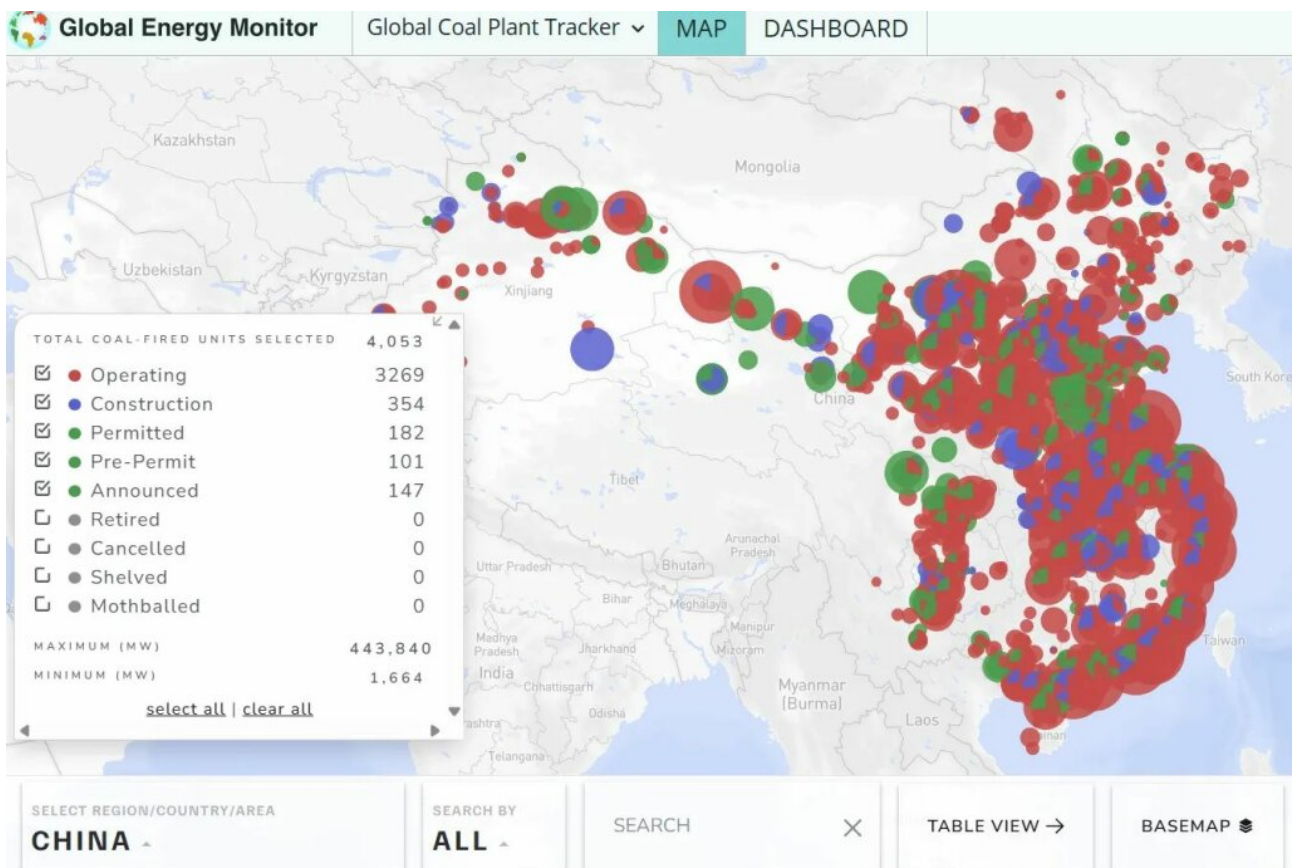 Global Energy Monitor
Global Coal Plant Tracker
MAP
DASHBOARD
Kazakhstan
Mongolia
Uzbekistan
Kyrgyzstan
Xinjiang
South Kore
China
Tibet
Arunachal
Pradesh
Uttar Pradesh
Bhutan
Bihar
Meghalaya
Manipur
Madhya
Pradesh
Jharkhand
Mizoram
Taiwan
India
Chhattisgarh
Myanmar
(Burma)
Odisha
Laos
ashtra
ainan
Telangana
TOTAL COAL-FIRED UNITS SELECTED 4,053
Operating 3269
Construction 354
Permitted 182
Pre-Permit 101
Announced 147
Retired 0
Cancelled 0
Shelved 0
Mothballed 0
MAXIMUM (MW) 443,840
MINIMUM (MW) 1,664
select all | clear all
SELECT REGION/COUNTRY/AREA
CHINA
SEARCH BY
ALL
SEARCH
TABLE VIEW →
BASEMAP